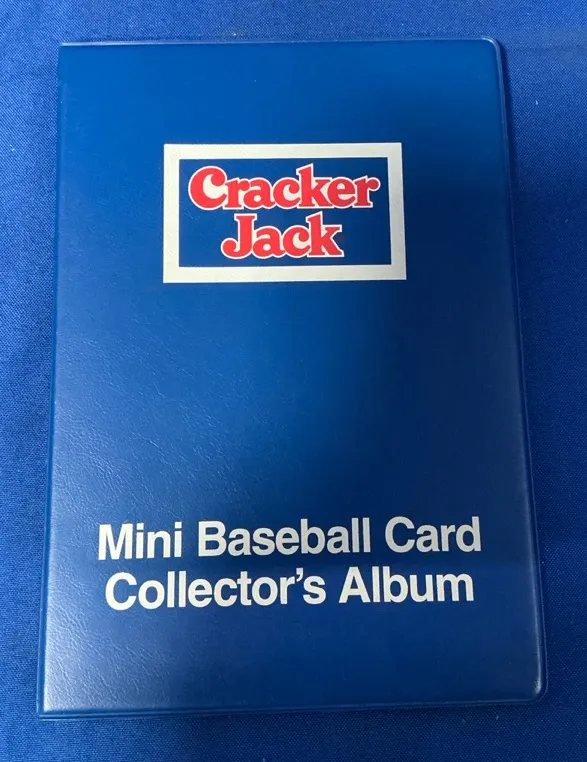 Cracker
Jack
Mini Baseball Card
Collector's Album